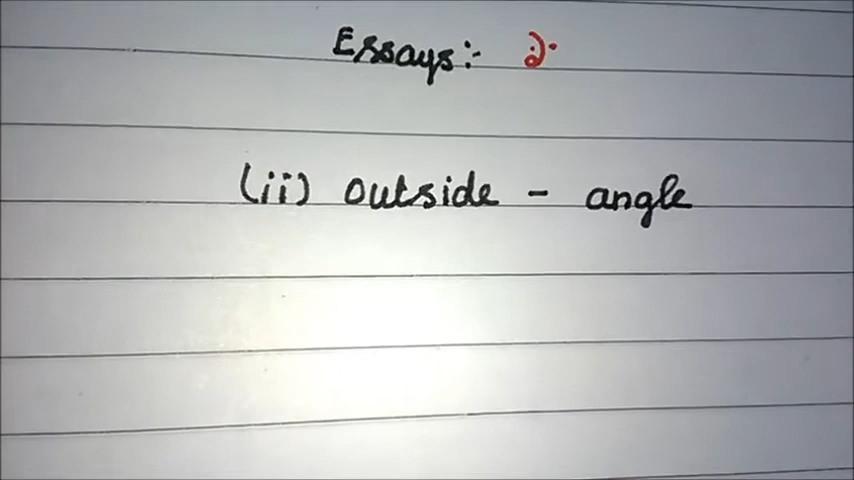 Essays:- 2.
(ii) outside - angle